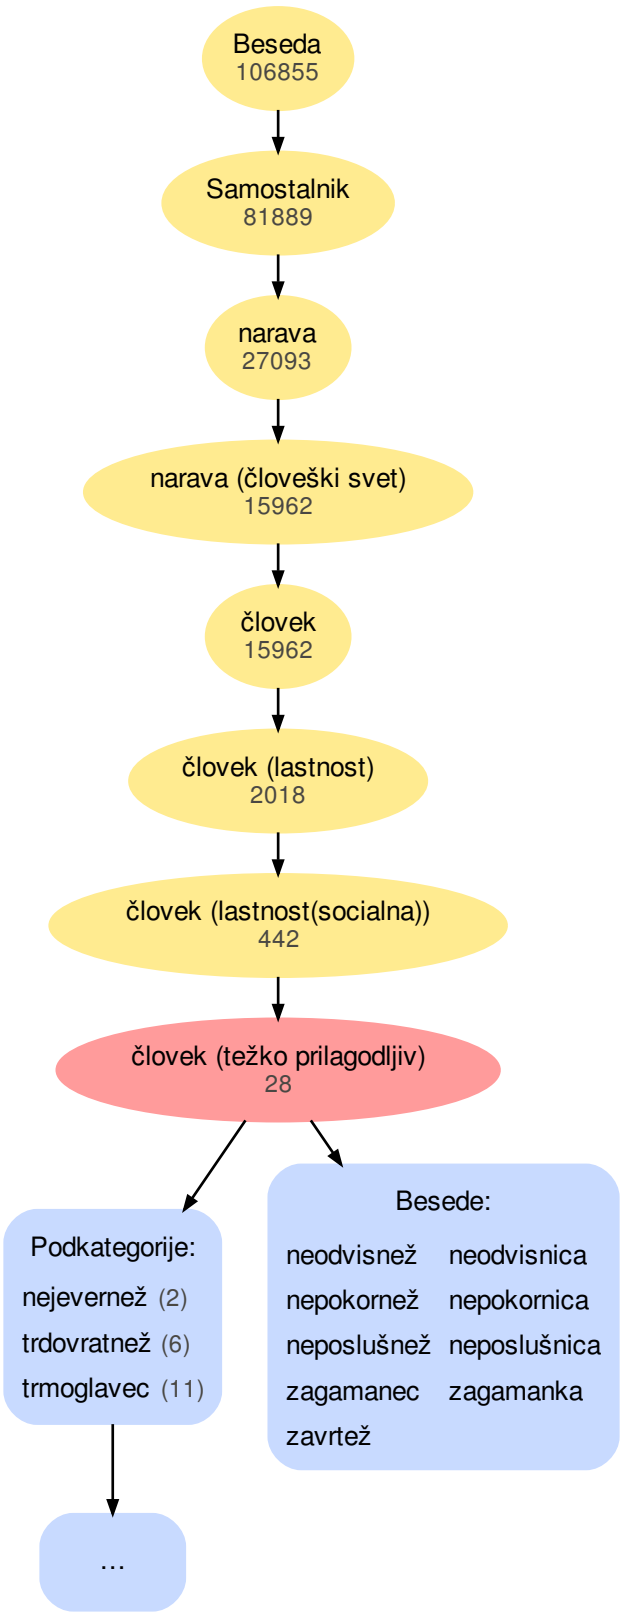 Beseda
106855
Samostalnik
81889
narava
27093
narava (človeški svet)
15962
človek
15962
človek (lastnost)
2018
človek (lastnost(socialna))
442
človek (težko prilagodljiv)
28
Podkategorije:
nejevernež (2)
trdovratnež (6)
trmoglavec (11)
...
Besede:
neodvisnež neodvisnica
nepokornež nepokornica
neposlušnež neposlušnica
zagamanec zagamanka
zavrtež